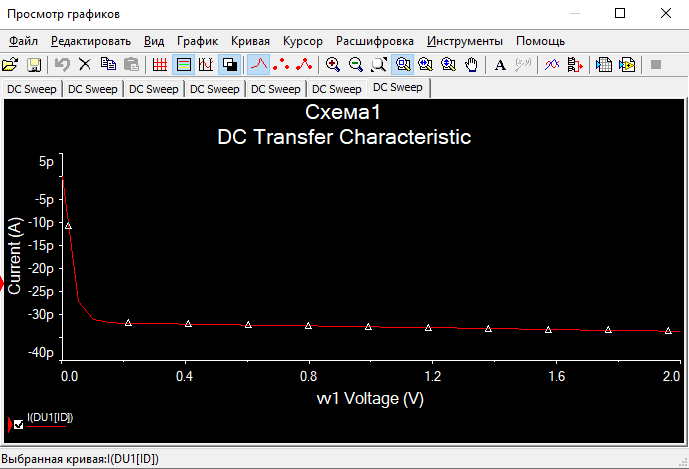 Просмотр графиков
Файл Редактировать Вид График Кривая Курсор Расшифровка Инструменты Помощь
A (x,y)
DC Sweep DC Sweep DC Sweep DC Sweep DC Sweep DC Sweep DC Sweep
Схема1
DC Transfer Characteristic
5p
-5p
-10p
-15p
-20p
-25p
-30p
-40p
Current (A)
0.0 0.4 0.8 1.2 1.6 2.0
vv1 Voltage (V)
I(DU1[ID])
Выбранная кривая:I(DU1[ID])